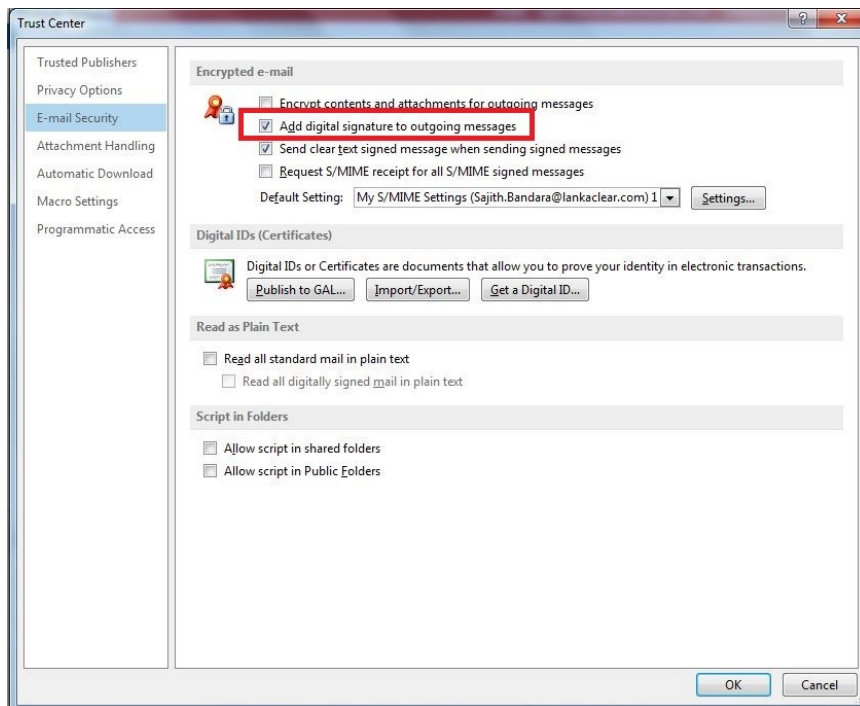 Trust Center
Trusted Publishers
Privacy Options
E-mail Security
Attachment Handling
Automatic Download
Macro Settings
Programmatic Access
Encrypted e-mail
Encrypt contents and attachments for outgoing messages
Add digital signature to outgoing messages
Send clear text signed message when sending signed messages
Request S/MIME receipt for all S/MIME signed messages
Default Setting: My S/MIME Settings (Sajith.Bandara@lankaclear.com) 1 Settings...
Digital IDs (Certificates)
Digital IDs or Certificates are documents that allow you to prove your identity in electronic transactions.
Publish to GAL... Import/Export... Get a Digital ID...
Read as Plain Text
Read all standard mail in plain text
Read all digitally signed mail in plain text
Script in Folders
Allow script in shared folders
Allow script in Public Folders
OK Cancel